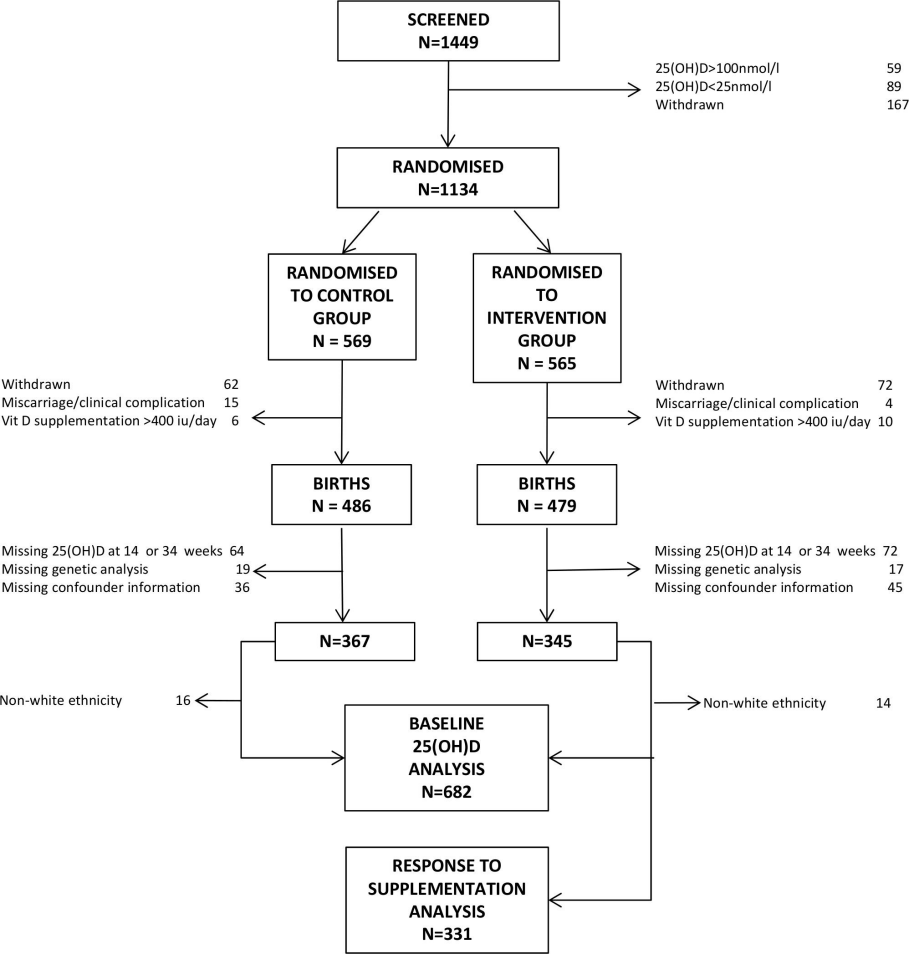 SCREENED
N=1449
25(OH)D>100nmol/l 59
25(OH)D<25nmol/l 89
Withdrawn 167
RANDOMISED
N=1134
RANDOMISED
TO CONTROL
GROUP
N = 569
RANDOMISED
TO
INTERVENTION
GROUP
N = 565
Withdrawn 62
Miscarriage/clinical complication 15
Vit D supplementation >400 iu/day 6
Withdrawn 72
Miscarriage/clinical complication 4
Vit D supplementation >400 iu/day 10
BIRTHS
N = 486
BIRTHS
N = 479
Missing 25(OH)D at 14 or 34 weeks 64
Missing genetic analysis 19
Missing confounder information 36
Missing 25(OH)D at 14 or 34 weeks 72
Missing genetic analysis 17
Missing confounder information 45
N=367
N=345
Non-white ethnicity 16
Non-white ethnicity 14
BASELINE
25(OH)D
ANALYSIS
N=682
RESPONSE TO
SUPPLEMENTATION
ANALYSIS
N=331